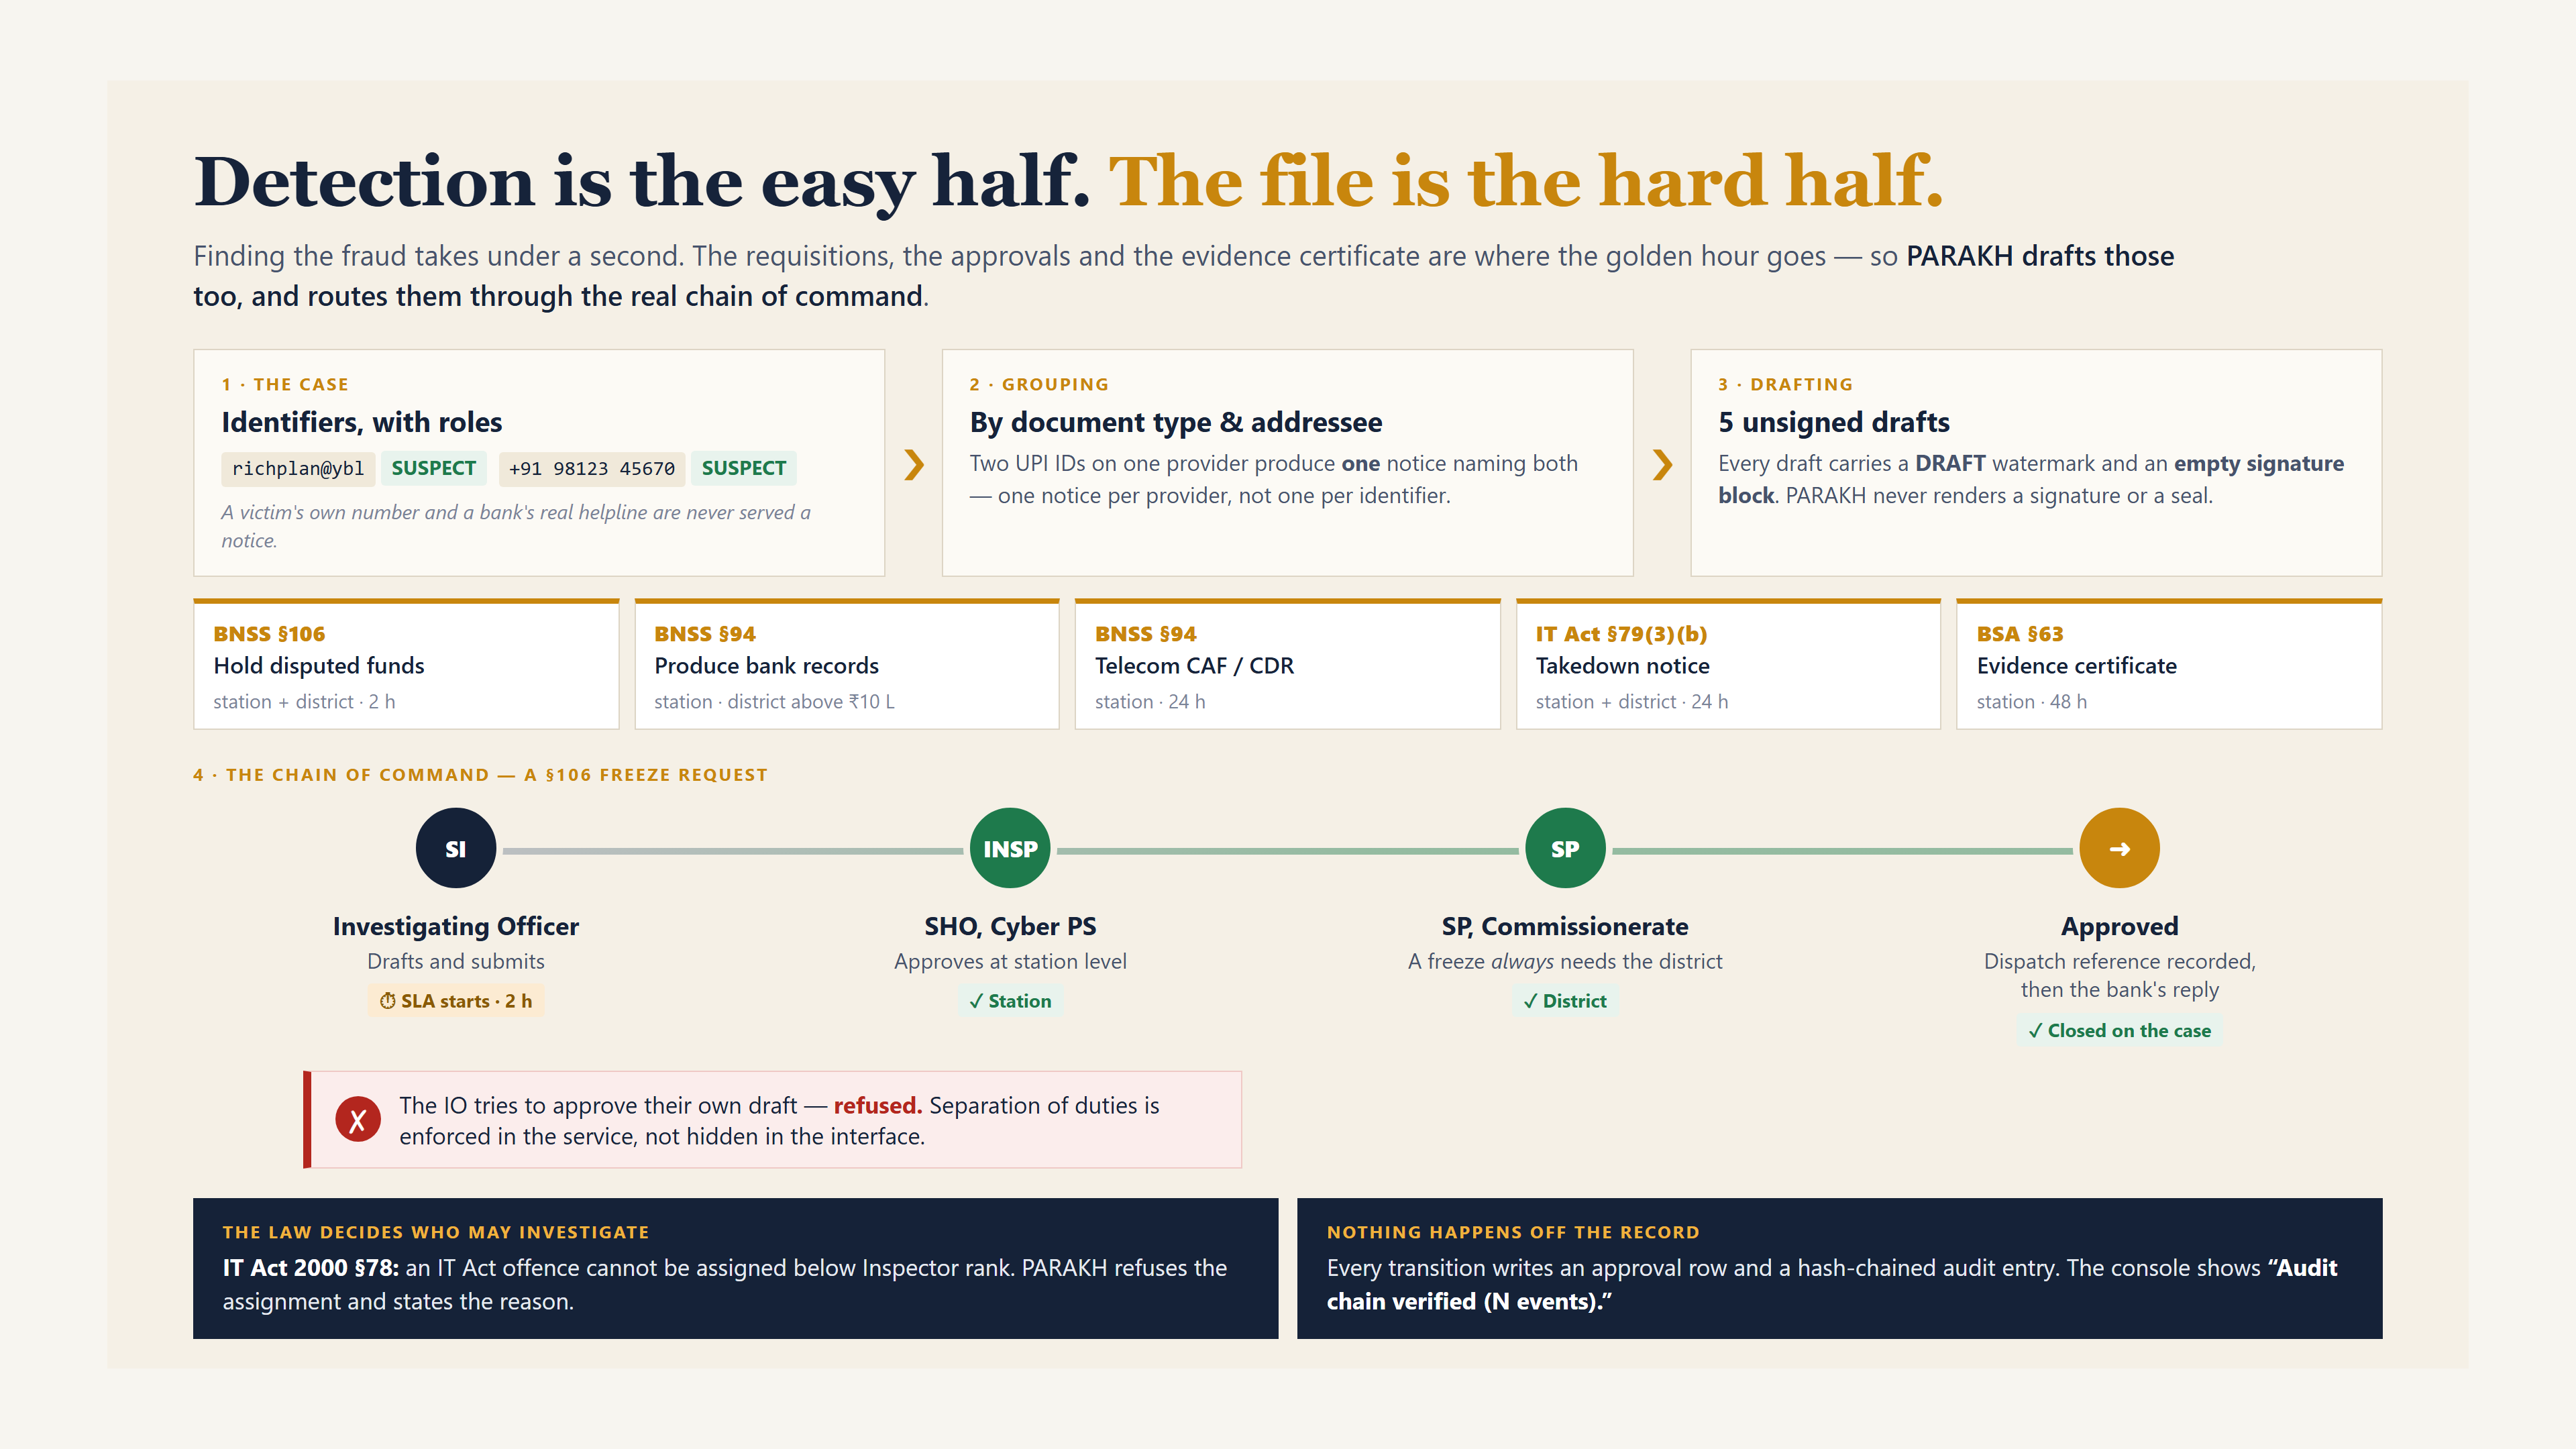 Detection is the easy half. The file is the hard half.
Finding the fraud takes under a second. The requisitions, the approvals and the evidence certificate are where the golden hour goes — so PARAKH drafts those
too, and routes them through the real chain of command.
1 · THE CASE
Identifiers, with roles
richplan@ybl SUSPECT +91 98123 45670 SUSPECT
A victim's own number and a bank's real helpline are never served a
notice.
❯
2 · GROUPING
By document type & addressee
Two UPI IDs on one provider produce one notice naming both
— one notice per provider, not one per identifier.
❯
3 · DRAFTING
5 unsigned drafts
Every draft carries a DRAFT watermark and an empty signature
block. PARAKH never renders a signature or a seal.
BNSS §106
Hold disputed funds
station + district · 2 h
BNSS §94
Produce bank records
station · district above ₹10 L
BNSS §94
Telecom CAF / CDR
station · 24 h
IT Act §79(3)(b)
Takedown notice
station + district · 24 h
BSA §63
Evidence certificate
station · 48 h
4 · THE CHAIN OF COMMAND — A §106 FREEZE REQUEST
SI
Investigating Officer
Drafts and submits
⏱ SLA starts · 2 h
INSP
SHO, Cyber PS
Approves at station level
✓ Station
SP
SP, Commissionerate
A freeze always needs the district
✓ District
➜
Approved
Dispatch reference recorded,
then the bank's reply
✓ Closed on the case
✗
The IO tries to approve their own draft — refused. Separation of duties is
enforced in the service, not hidden in the interface.
THE LAW DECIDES WHO MAY INVESTIGATE
IT Act 2000 §78: an IT Act offence cannot be assigned below Inspector rank. PARAKH refuses the
assignment and states the reason.
NOTHING HAPPENS OFF THE RECORD
Every transition writes an approval row and a hash-chained audit entry. The console shows “Audit
chain verified (N events).”